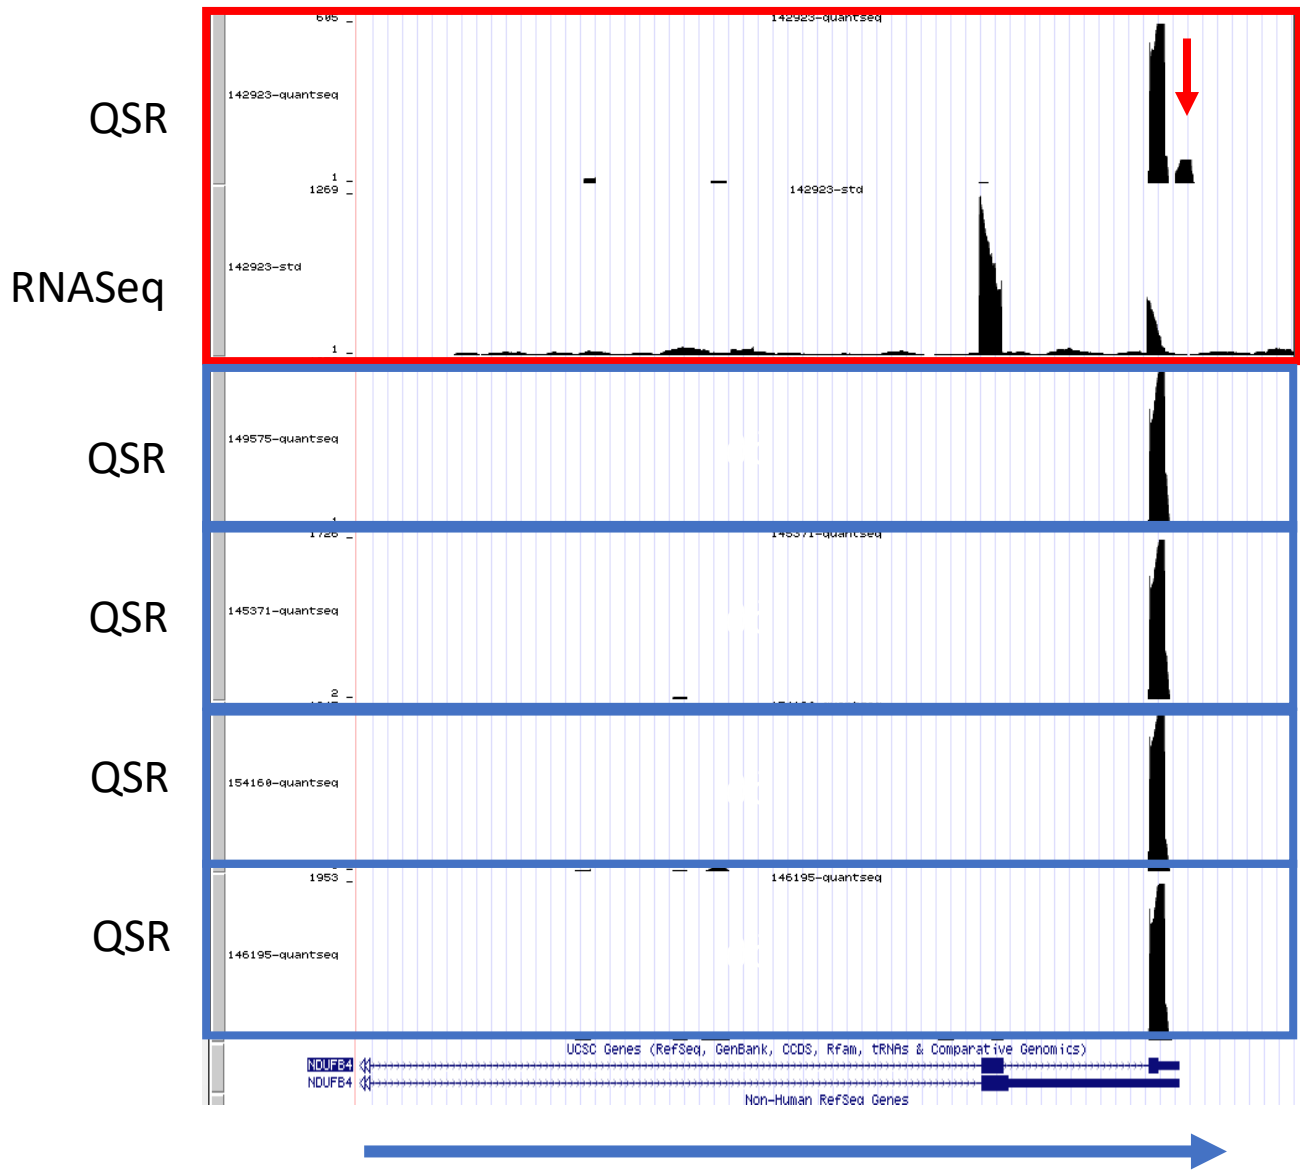 605
142923-quantseq
QSR
142923-quantseq
1
1269
142923-std
RNASeq
142923-std
1
QSR
149575-quantseq
1
1726
145371-quantseq
QSR
145371-quantseq
2
QSR
154160-quantseq
1953
146195-quantseq
QSR
146195-quantseq
UCSC Genes (RefSeq, GenBank, CCDS, Rfam, tRNAs & Comparative Genomics)
NDUFB4
NDUFB4
Non-Human RefSeq Genes